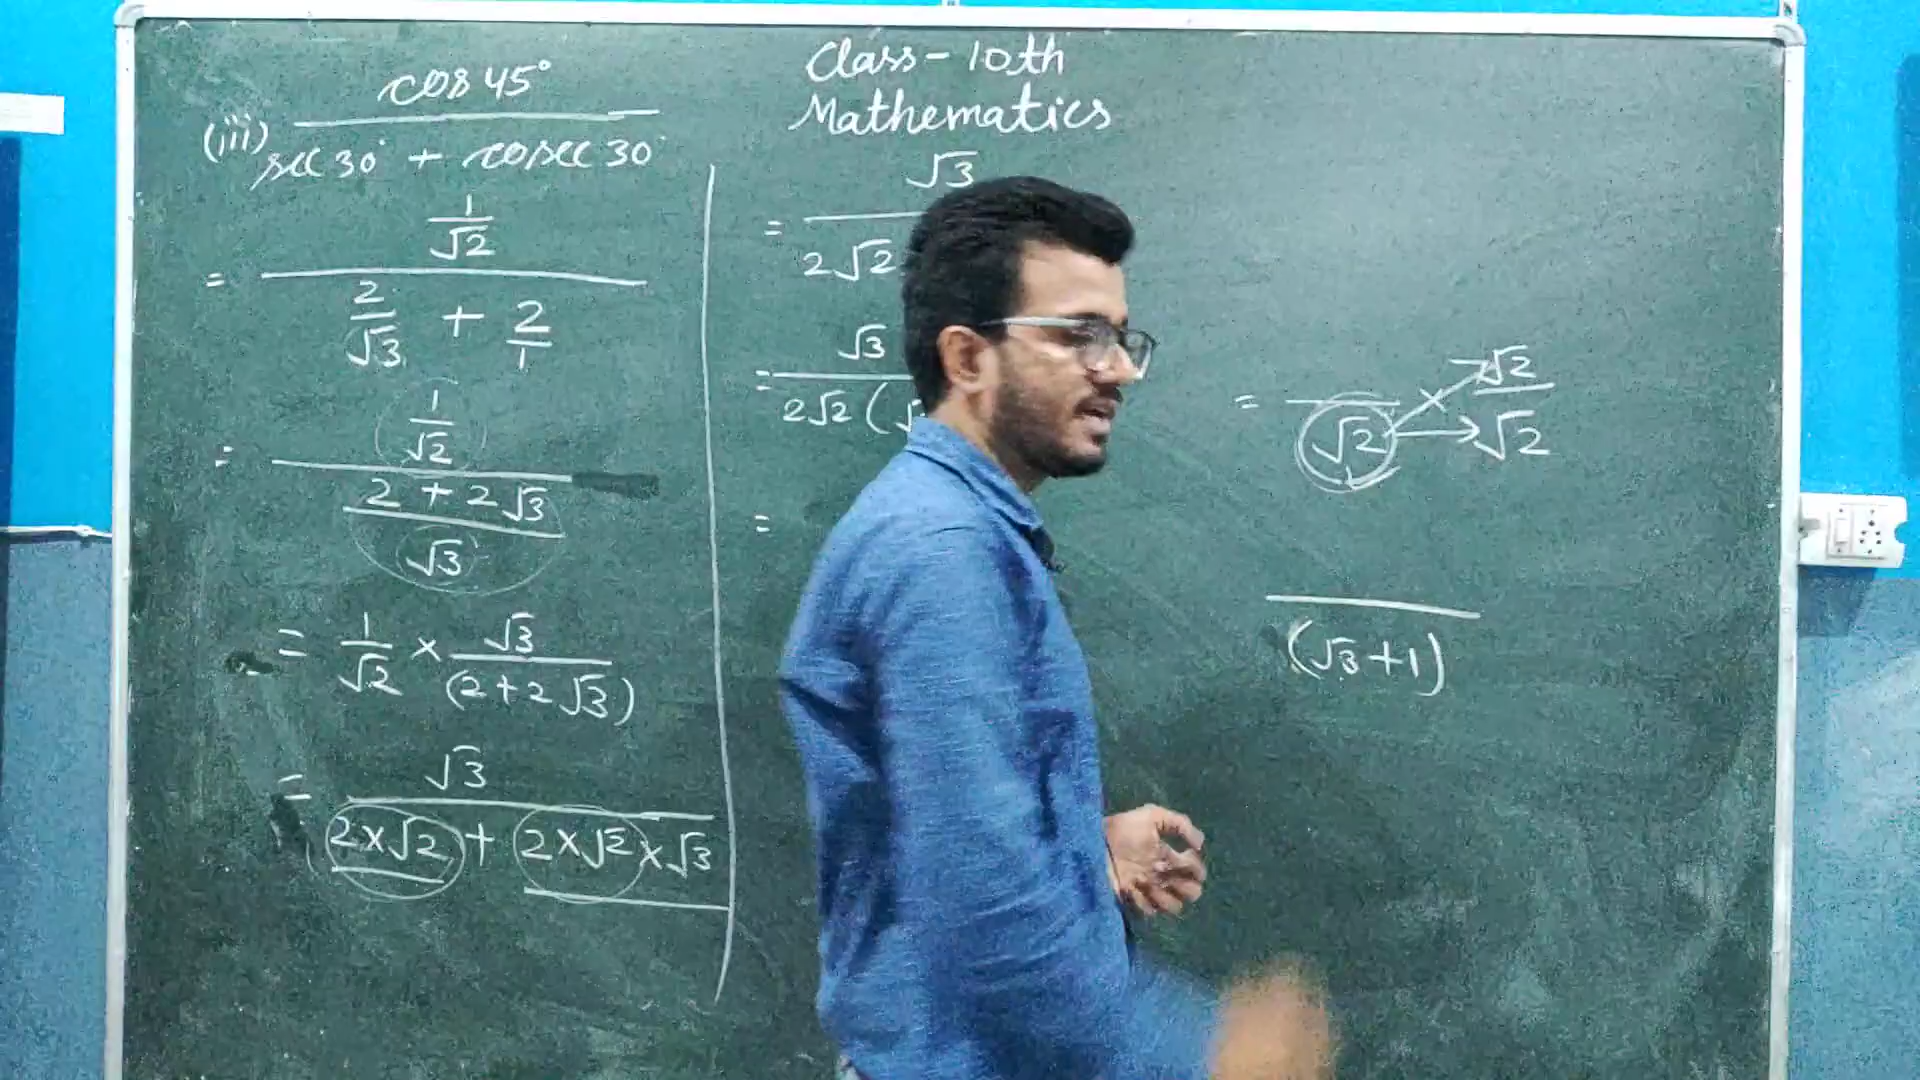 Class-10th
Mathematics
(iii) cos 45° / sec 30° + cosec 30°
= 1/√2 / 2/√3 + 2/1
= 1/√2 / 2 + 2√3 / √3
= 1/√2 × √3/(2+2√3)
= √3 / 2×√2 + 2×√2×√3
= √3 / 2√2
= √3 / 2√2 (√
=
= / √2 × √2/√2
/ (√3+1)